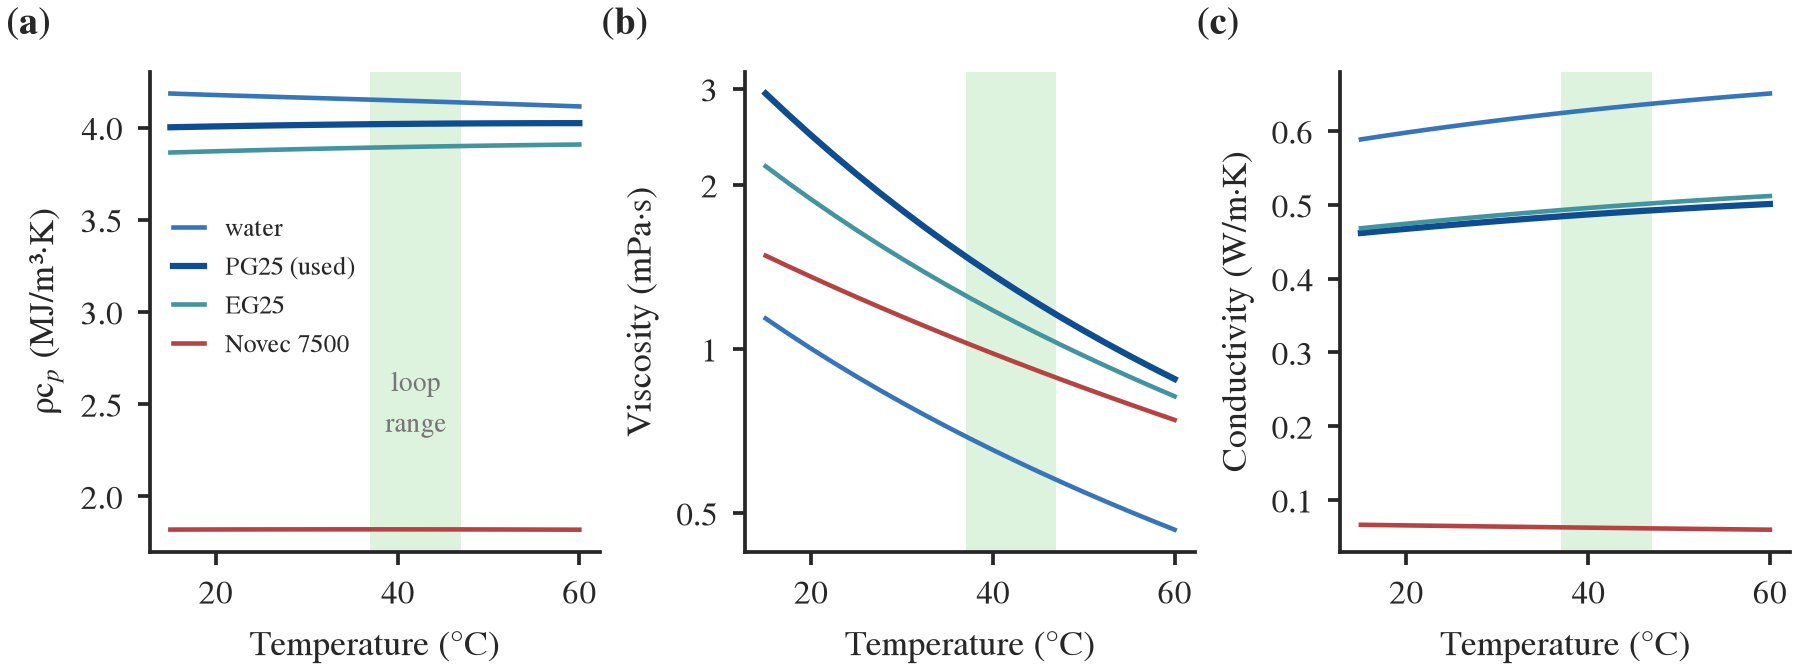 (a)
ρc_p (MJ/m³·K)
4.0
3.5
3.0
2.5
2.0
water
PG25 (used)
EG25
Novec 7500
loop
range
20 40 60
Temperature (°C)
(b)
Viscosity (mPa·s)
3
2
1
0.5
20 40 60
Temperature (°C)
(c)
Conductivity (W/m·K)
0.6
0.5
0.4
0.3
0.2
0.1
20 40 60
Temperature (°C)